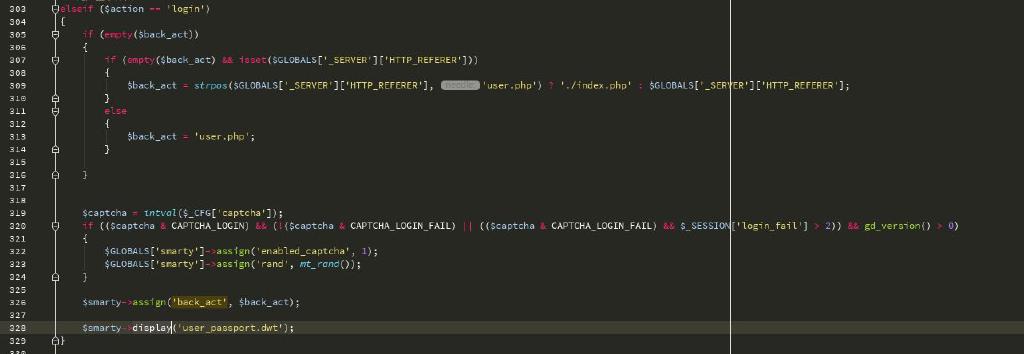 303 elseif ($action == 'login')
304 {
305 if (empty($back_act))
306 {
307 if (empty($back_act) && isset($GLOBALS['_SERVER']['HTTP_REFERER']))
308 {
309 $back_act = strpos($GLOBALS['_SERVER']['HTTP_REFERER'], needle: 'user.php') ? './index.php' : $GLOBALS['_SERVER']['HTTP_REFERER'];
310 }
311 else
312 {
313 $back_act = 'user.php';
314 }
315
316 }
317
318
319 $captcha = intval($_CFG['captcha']);
320 if (($captcha & CAPTCHA_LOGIN) && (!($captcha & CAPTCHA_LOGIN_FAIL) || (($captcha & CAPTCHA_LOGIN_FAIL) && $_SESSION['login_fail'] > 2)) && gd_version() > 0)
321 {
322 $GLOBALS['smarty']->assign('enabled_captcha', 1);
323 $GLOBALS['smarty']->assign('rand', mt_rand());
324 }
325
326 $smarty->assign('back_act', $back_act);
327
328 $smarty->display('user_passport.dwt');
329 }
330